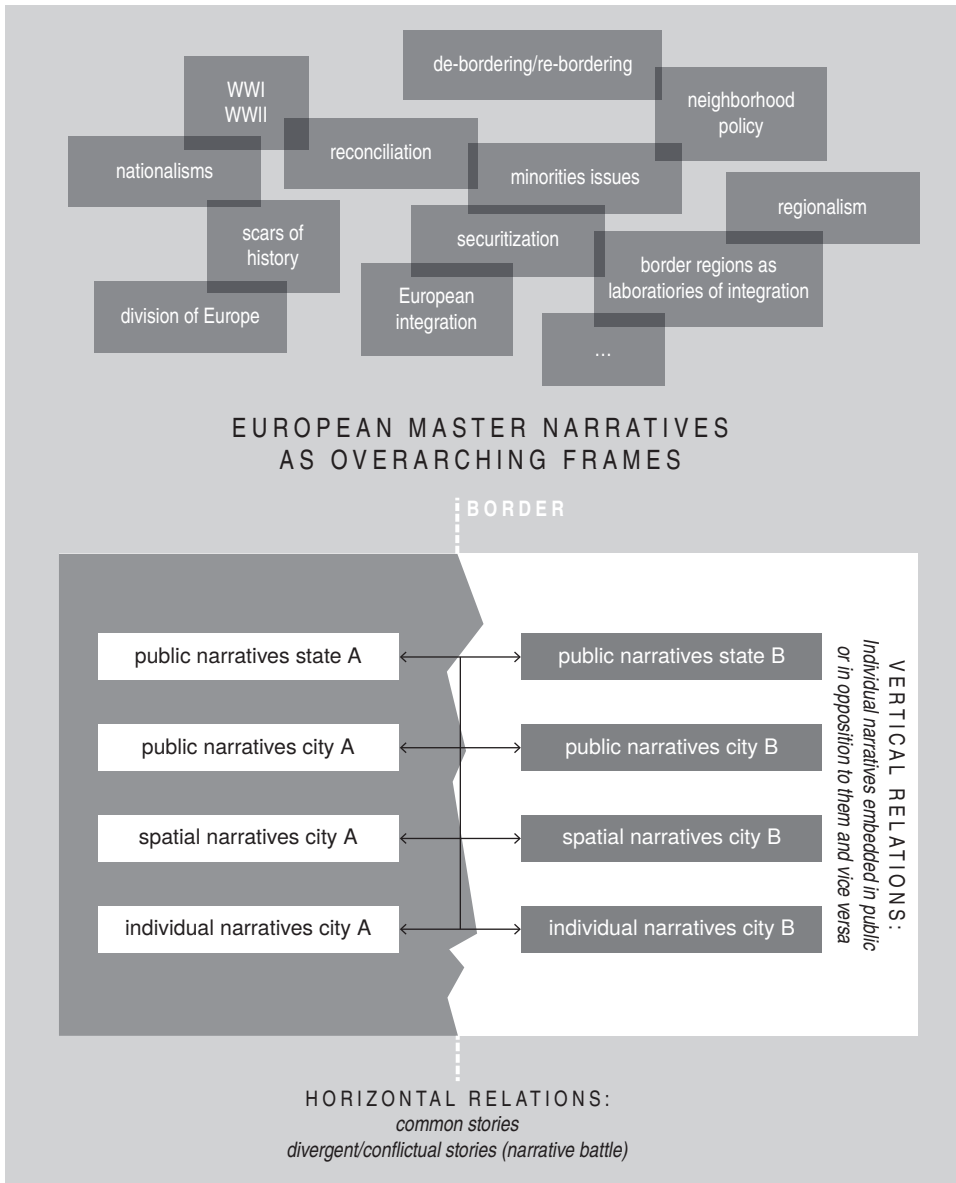 de-bordering/re-bordering
WWI
WWII
neighborhood
policy
reconciliation
nationalisms
minorities issues
regionalism
scars of
history
securitization
border regions as
laboratiories of integration
European
integration
division of Europe
...
EUROPEAN MASTER NARRATIVES
AS OVERARCHING FRAMES
BORDER
public narratives state A
public narratives state B
public narratives city A
public narratives city B
spatial narratives city A
spatial narratives city B
individual narratives city A
individual narratives city B
VERTICAL RELATIONS:
Individual narratives embedded in public
or in opposition to them and vice versa
HORIZONTAL RELATIONS:
common stories
divergent/conflictual stories (narrative battle)